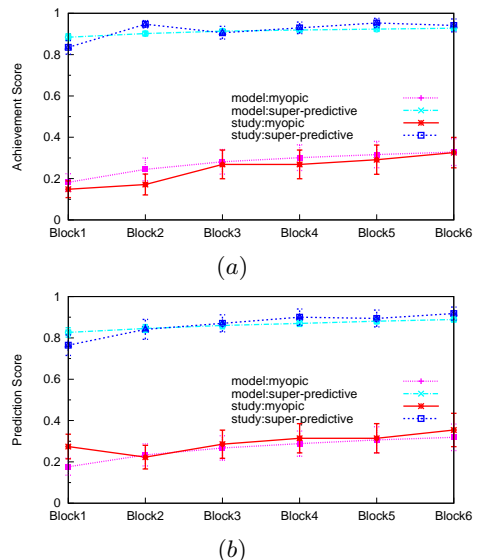 1
0.8
0.6
0.4
0.2
0
Achievement Score
model:myopic
model:super-predictive
study:myopic
study:super-predictive
Block1 Block2 Block3 Block4 Block5 Block6
(a)
1
0.8
0.6
0.4
0.2
0
Prediction Score
model:myopic
model:super-predictive
study:myopic
study:super-predictive
Block1 Block2 Block3 Block4 Block5 Block6
(b)